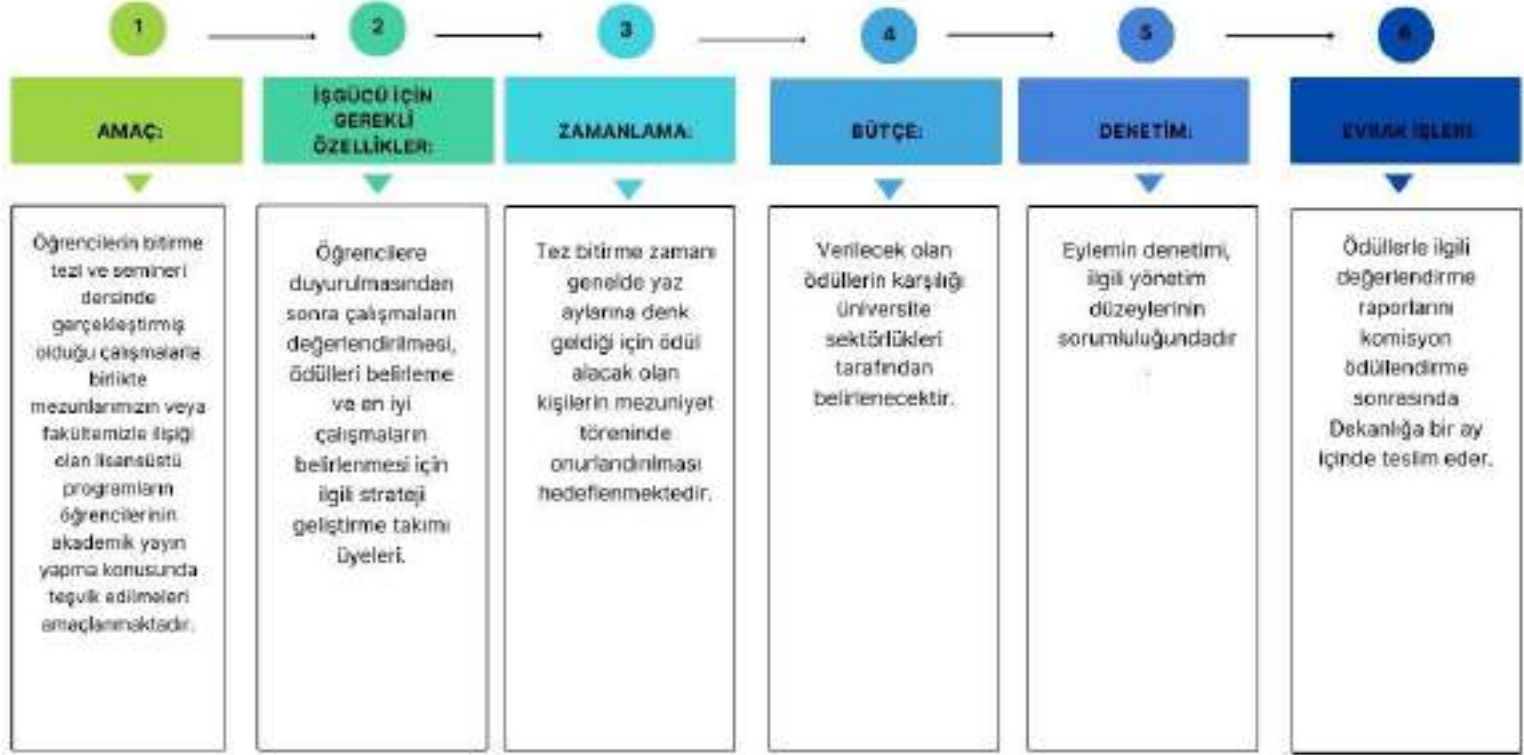 1
AMAÇ:
Öğrencilerin bitirme
tezi ve semineri
dersinde
gerçekleştirmiş
olduğu çalışmalarla
birlikte
mezunlarımızın veya
fakültemizle ilişiği
olan lisansüstü
programların
öğrencilerinin
akademik yayın
yapma konusunda
teşvik edilmeleri
amaçlanmaktadır.
2
İŞGÜCÜ İÇİN
GEREKLİ
ÖZELLİKLER:
Öğrencilere
duyurulmasından
sonra çalışmaların
değerlendirilmesi,
ödülleri belirleme
ve en iyi
çalışmaların
belirlenmesi için
ilgili strateji
geliştirme takımı
üyeleri.
3
ZAMANLAMA:
Tez bitirme zamanı
genelde yaz
aylarına denk
geldiği için ödül
alacak olan
kişilerin mezuniyet
töreninde
onurlandırılması
hedeflenmektedir.
4
BÜTÇE:
Verilecek olan
ödüllerin karşılığı
üniversite
sektörlükleri
tarafından
belirlenecektir.
5
DENETİM:
Eylemin denetimi,
ilgili yönetim
düzeylerinin
sorumluluğundadır
.
6
EVRAK İŞLERİ:
Ödüllerle ilgili
değerlendirme
raporlarını
komisyon
ödüllendirme
sonrasında
Dekanlığa bir ay
içinde teslim eder.